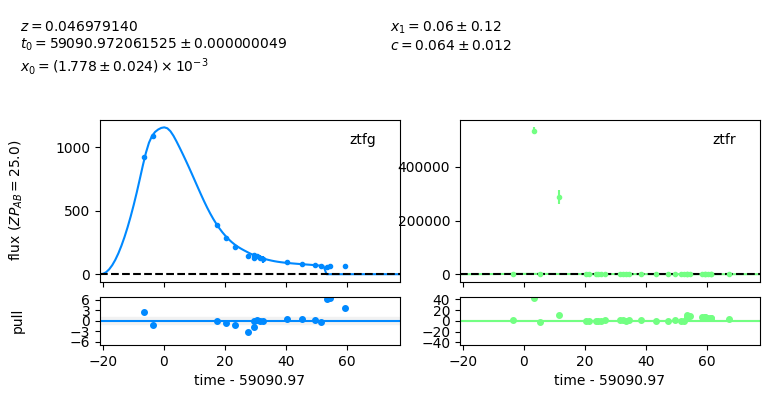 z = 0.046979140
x₁ = 0.06 ± 0.12
t₀ = 59090.972061525 ± 0.000000049
c = 0.064 ± 0.012
x₀ = (1.778 ± 0.024) × 10⁻³
flux (ZP_AB = 25.0)
ztfg
1000
500
0
ztfr
400000
200000
0
pull
6
3
0
−3
−6
−20 0 20 40 60
time - 59090.97
40
20
0
−20
−40
−20 0 20 40 60
time - 59090.97